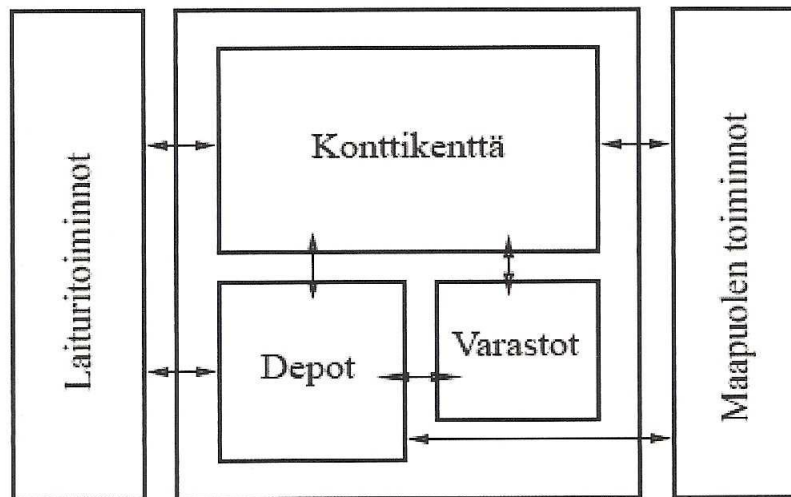 Laituritoiminnot
Konttikenttä
Depot
Varastot
Maapuolen toiminnot